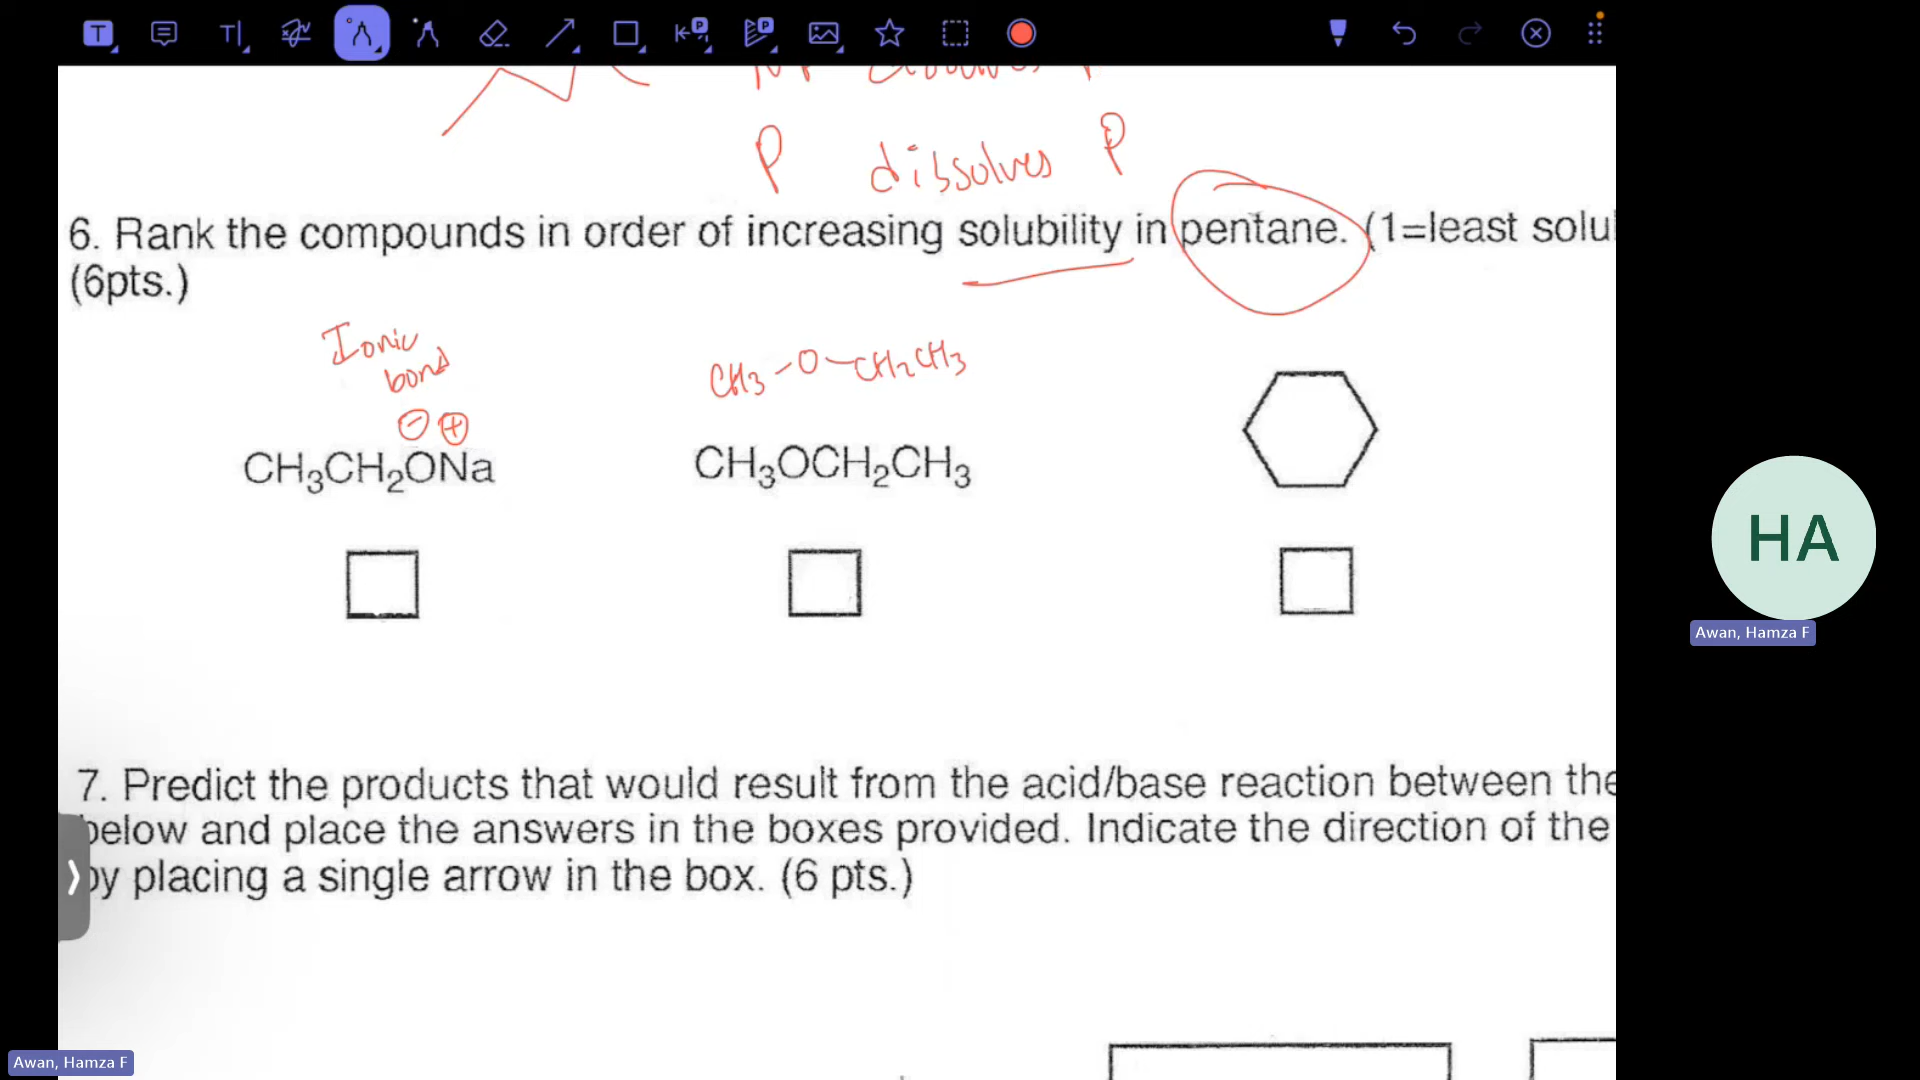 P dissolves P
6. Rank the compounds in order of increasing solubility in pentane. (1=least solu
(6pts.)
Ionic
bond
CH3-O-CH2CH3
⊖ ⊕
CH₃CH₂ONa
CH₃OCH₂CH₃
HA
Awan, Hamza F
7. Predict the products that would result from the acid/base reaction between the
below and place the answers in the boxes provided. Indicate the direction of the
by placing a single arrow in the box. (6 pts.)
Awan, Hamza F